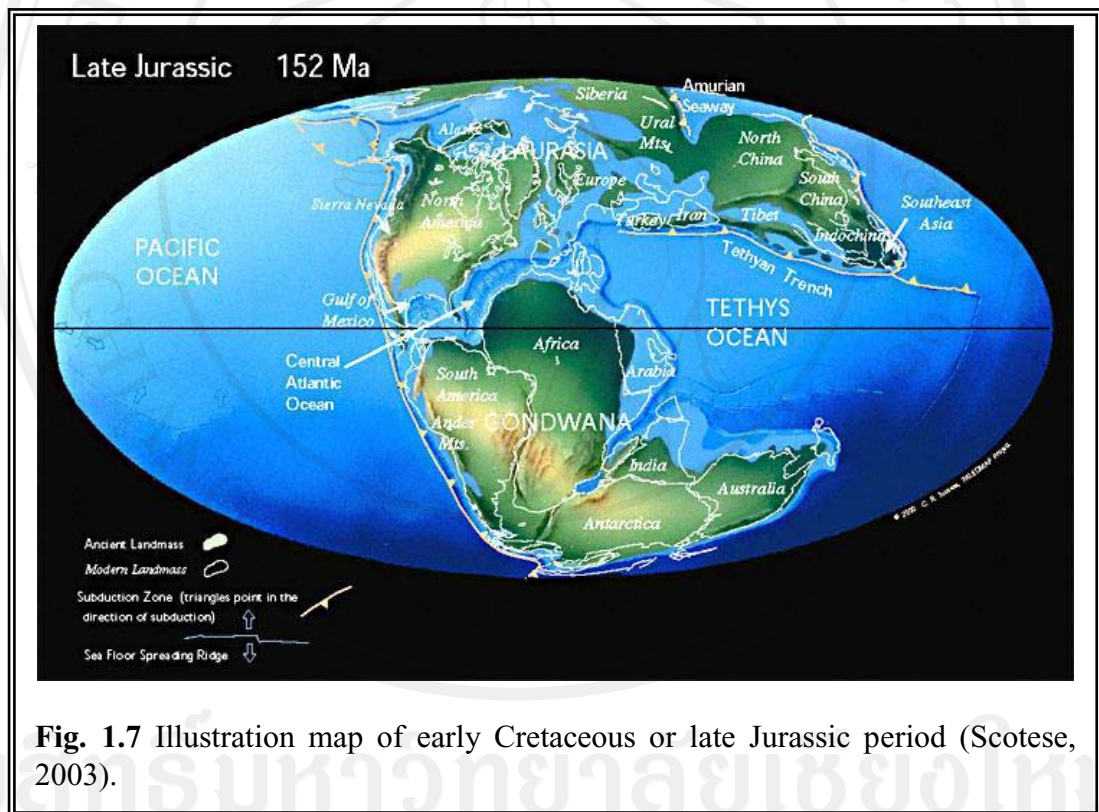 Late Jurassic 152 Ma
Amurian
Seaway
Siberia
Ural
Mts.
North
China
Alaska
LAURASIA
Europe
South
China
Southeast
Asia
Sierra Nevada
North
America
Turkey
Iran
Tibet
Indochina
PACIFIC
OCEAN
Tethyan Trench
Gulf of
Mexico
TETHYS
OCEAN
Central
Atlantic
Ocean
Africa
Arabia
South
America
GONDWANA
Andes
Mts.
India
Australia
Antarctica
Ancient Landmass
Modern Landmass
Subduction Zone (triangles point in the
direction of subduction)
Sea Floor Spreading Ridge
Fig. 1.7 Illustration map of early Cretaceous or late Jurassic period (Scotese,
2003).